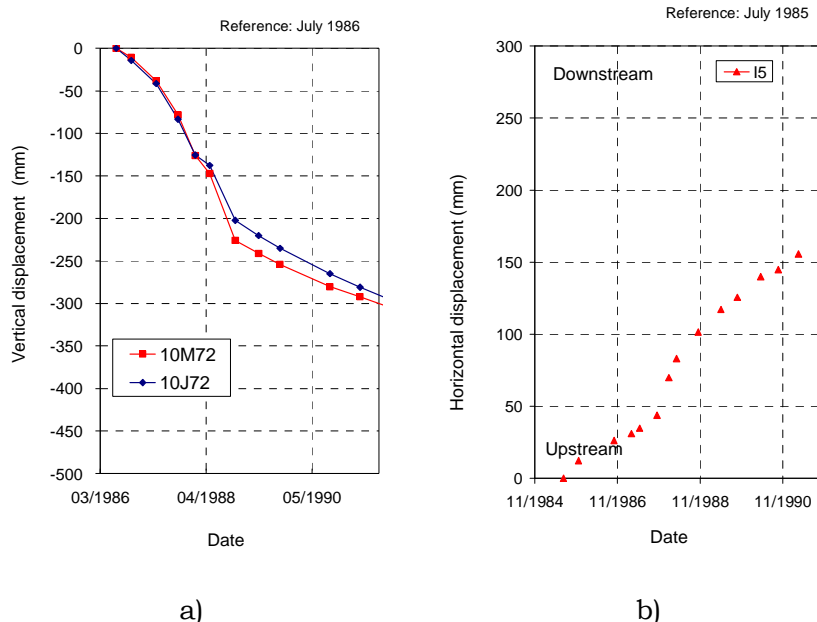 Reference: July 1986
0
-50
-100
-150
-200
-250
-300
-350
-400
-450
-500
Vertical displacement (mm)
10M72
10J72
03/1986 04/1988 05/1990
Date
a)
Reference: July 1985
300
250
200
150
100
50
0
Horizontal displacement (mm)
Downstream
I5
Upstream
11/1984 11/1986 11/1988 11/1990
Date
b)